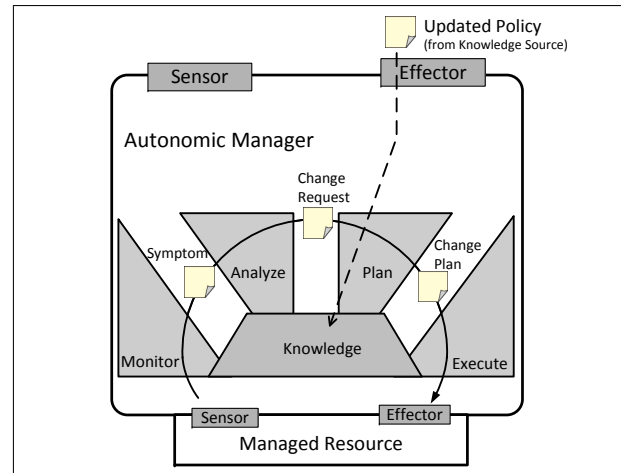 Updated Policy
(from Knowledge Source)
Sensor
Effector
Autonomic Manager
Change
Request
Symptom
Analyze
Plan
Change
Plan
Knowledge
Monitor
Execute
Sensor
Effector
Managed Resource